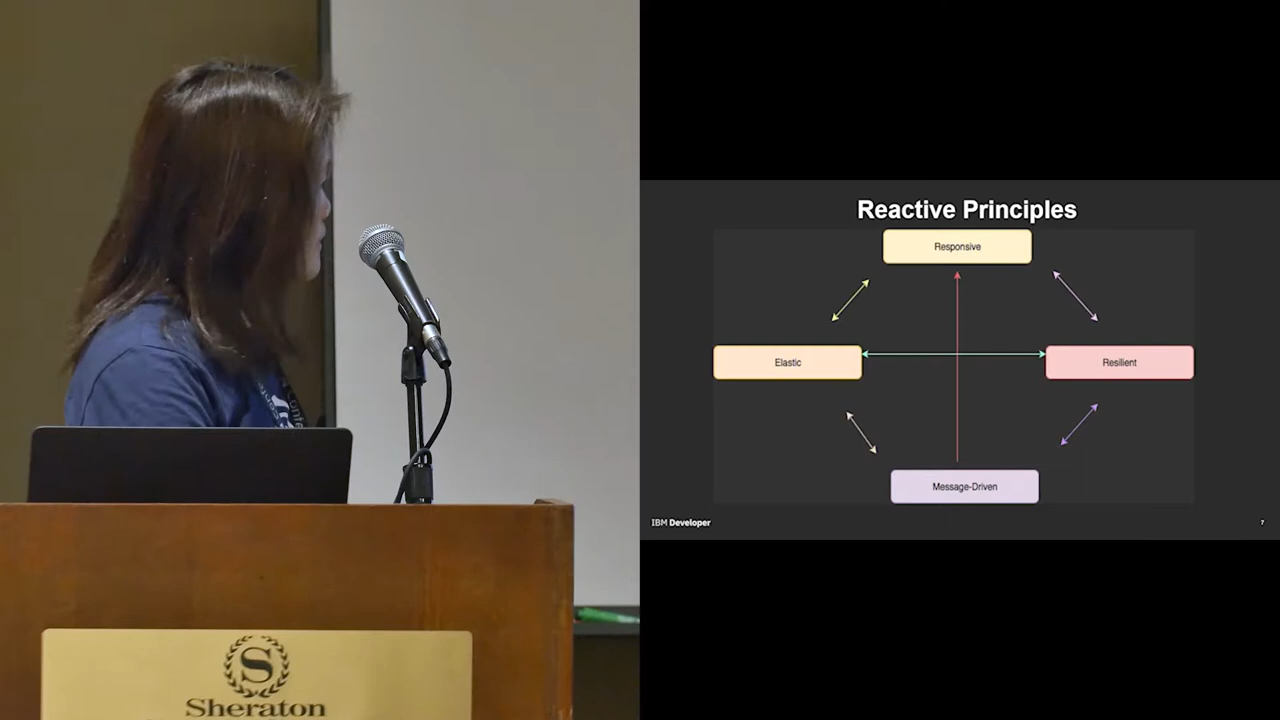 Reactive Principles
Responsive
Elastic
Resilient
Message-Driven
IBM Developer
7
S
Sheraton